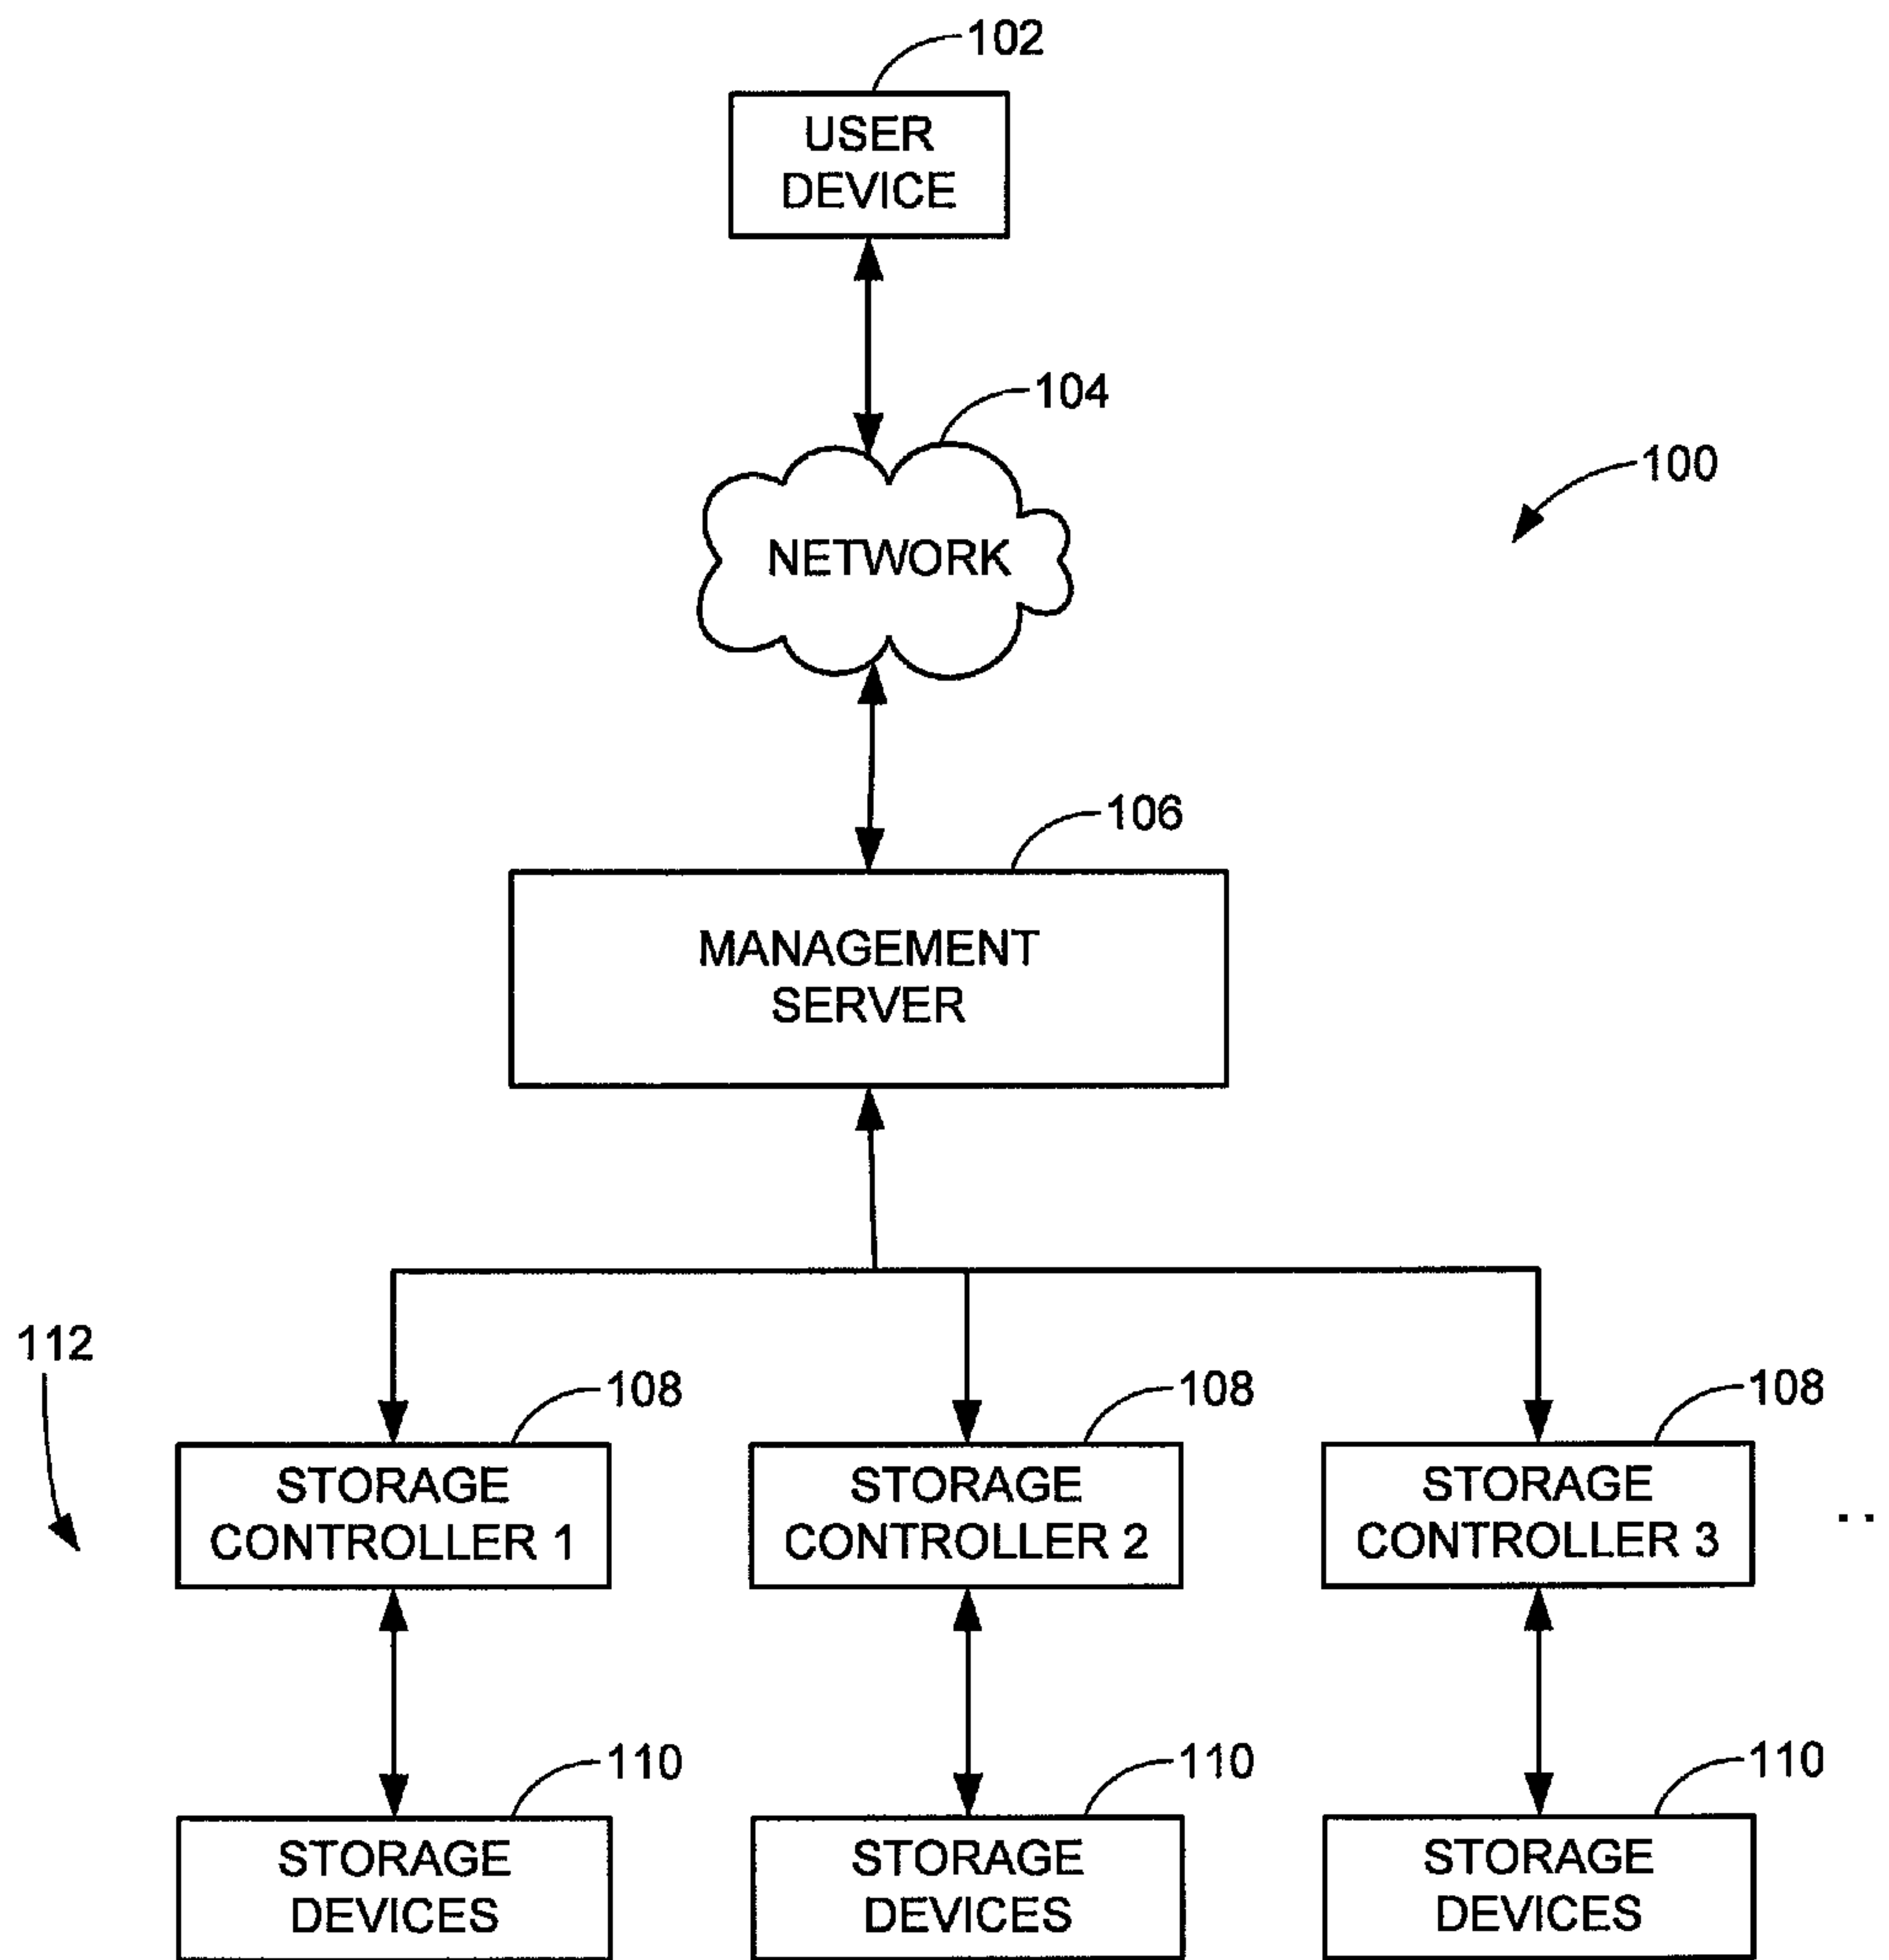 102
USER
DEVICE
104
100
NETWORK
106
MANAGEMENT
SERVER
112
108
108
108
STORAGE
CONTROLLER 1
STORAGE
CONTROLLER 2
STORAGE
CONTROLLER 3
. .
110
110
110
STORAGE
DEVICES
STORAGE
DEVICES
STORAGE
DEVICES